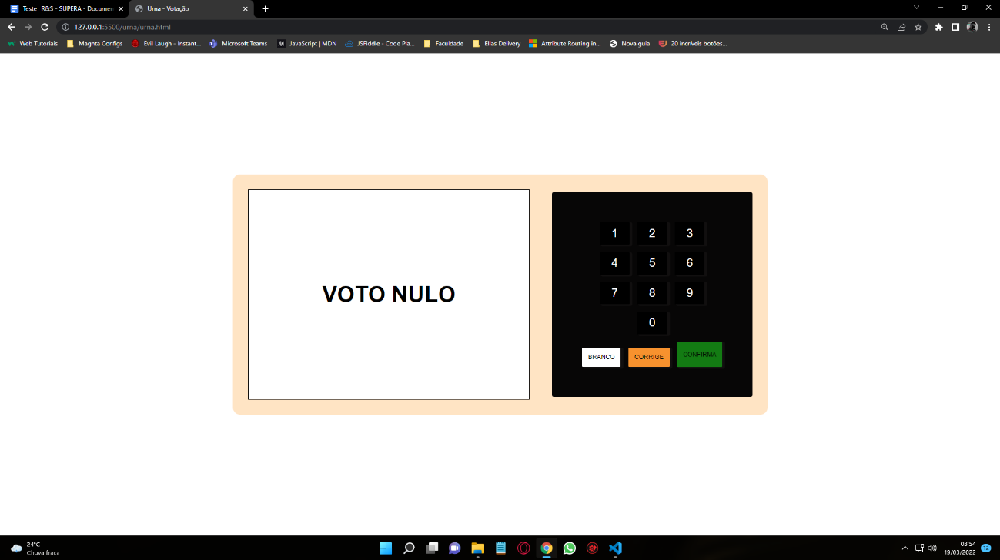 Teste _R&S - SUPERA - Documen
Urna - Votação
127.0.0.1:5500/urna/urna.html
Web Tutoriais
Magnta Configs
Evil Laugh - Instant...
Microsoft Teams
JavaScript | MDN
JSFiddle - Code Pla...
Faculdade
Ellas Delivery
Attribute Routing in...
Nova guia
20 incríveis botões...
VOTO NULO
1 2 3
4 5 6
7 8 9
0
BRANCO CORRIGE CONFIRMA
24°C
Chuva fraca
03:54
19/03/2022
12